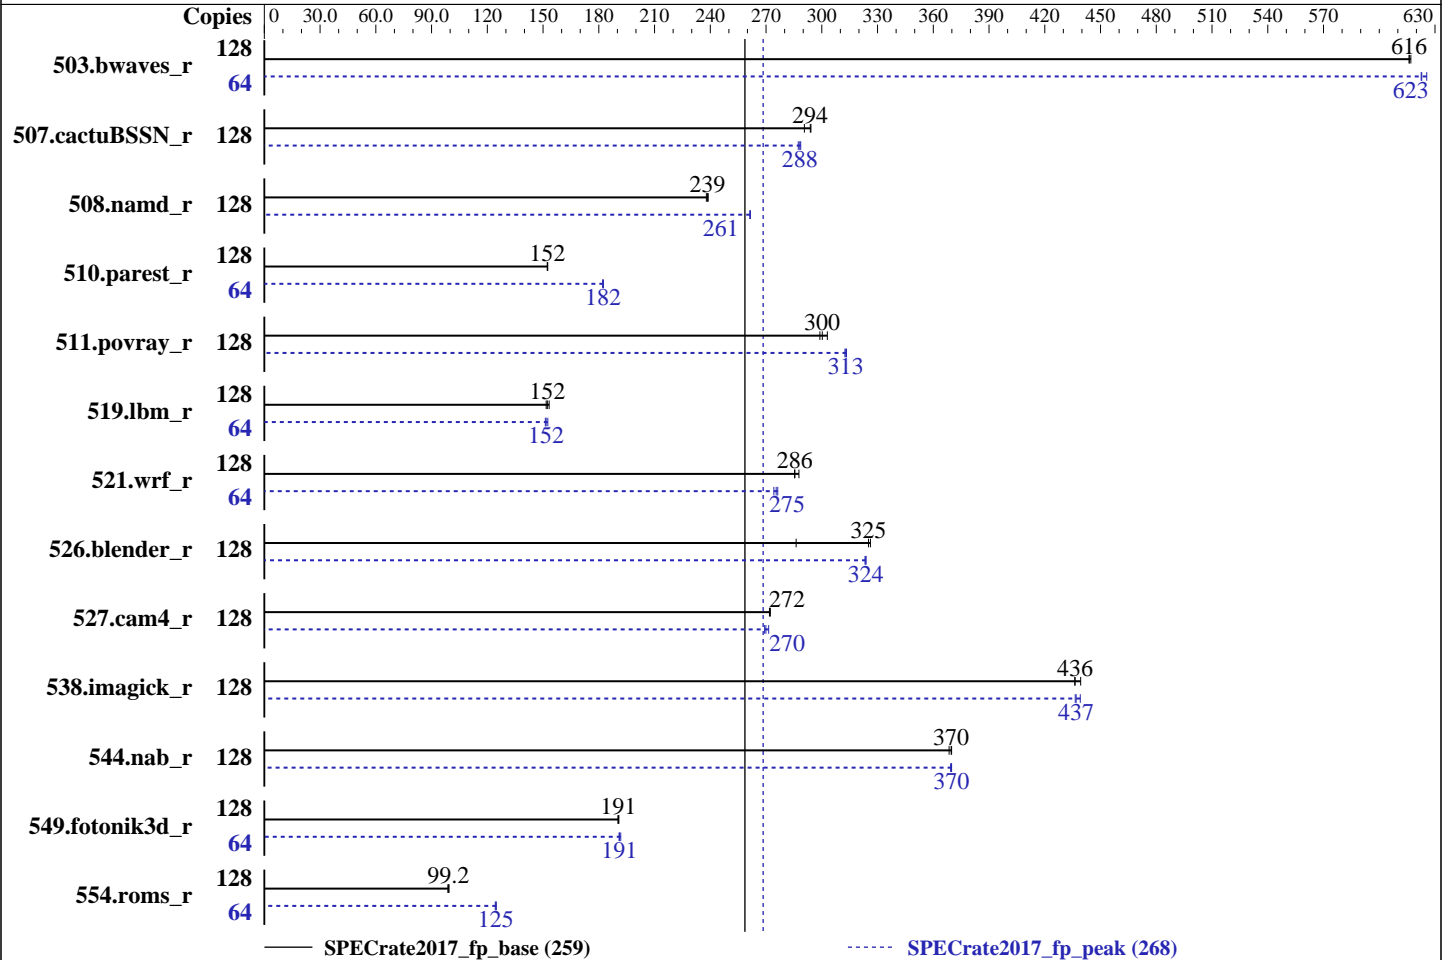 Copies 0 30.0 60.0 90.0 120 150 180 210 240 270 300 330 360 390 420 450 480 510 540 570 630
503.bwaves_r 128 616
64 623
507.cactuBSSN_r 128 294
288
508.namd_r 128 239
261
510.parest_r 128 152
64 182
511.povray_r 128 300
313
519.lbm_r 128 152
64 152
521.wrf_r 128 286
64 275
526.blender_r 128 325
324
527.cam4_r 128 272
270
538.imagick_r 128 436
437
544.nab_r 128 370
370
549.fotonik3d_r 128 191
64 191
554.roms_r 128 99.2
64 125
SPECrate2017_fp_base (259) SPECrate2017_fp_peak (268)